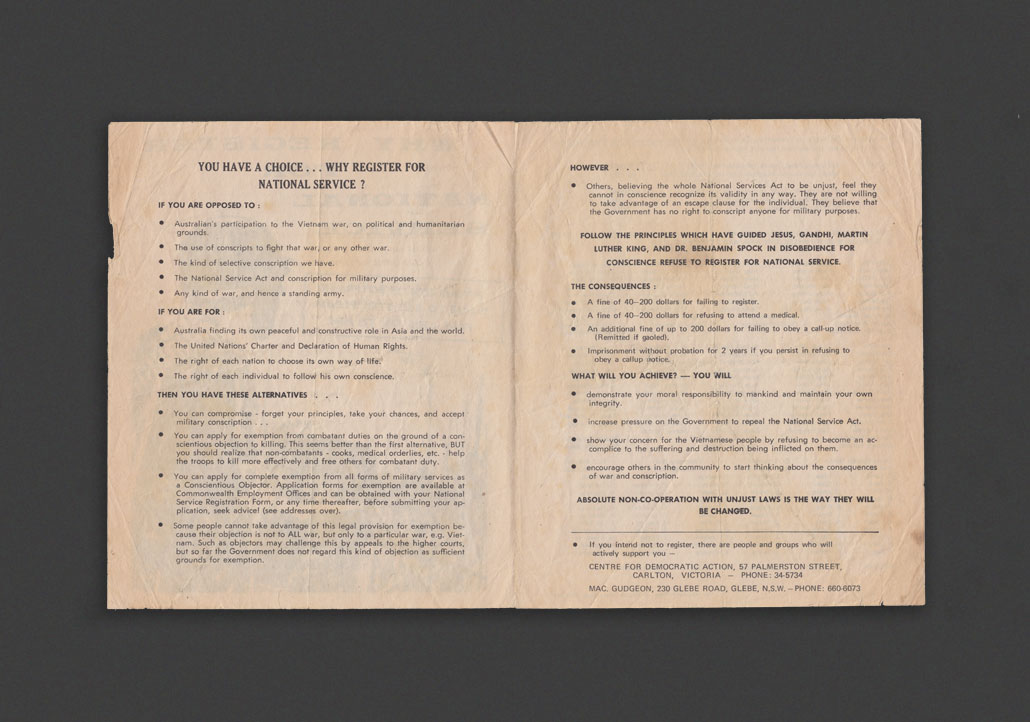 YOU HAVE A CHOICE . . . WHY REGISTER FOR
NATIONAL SERVICE ?
IF YOU ARE OPPOSED TO :
● Australian's participation to the Vietnam war, on political and humanitarian
grounds.
● The use of conscripts to fight that war, or any other war.
● The kind of selective conscription we have.
● The National Service Act and conscription for military purposes.
● Any kind of war, and hence a standing army.
IF YOU ARE FOR :
● Australia finding its own peaceful and constructive role in Asia and the world.
● The United Nations' Charter and Declaration of Human Rights.
● The right of each nation to choose its own way of life.
● The right of each individual to follow his own conscience.
THEN YOU HAVE THESE ALTERNATIVES . . .
● You can compromise - forget your principles, take your chances, and accept
military conscription . . .
● You can apply for exemption from combatant duties on the ground of a con-
scientious objection to killing. This seems better than the first alternative, BUT
you should realize that non-combatants - cooks, medical orderlies, etc. - help
the troops to kill more effectively and free others for combatant duty.
● You can apply for complete exemption from all forms of military services as
a Conscientious Objector. Application forms for exemption are available at
Commonwealth Employment Offices and can be obtained with your National
Service Registration Form, or any time thereafter, before submitting your ap-
plication, seek advice! (see addresses over).
● Some people cannot take advantage of this legal provision for exemption be-
cause their objection is not to ALL war, but only to a particular war, e.g. Viet-
nam. Such as objectors may challenge this by appeals to the higher courts,
but so far the Government does not regard this kind of objection as sufficient
grounds for exemption.
HOWEVER . . .
● Others, believing the whole National Services Act to be unjust, feel they
cannot in conscience recognize its validity in any way. They are not willing
to take advantage of an escape clause for the individual. They believe that
the Government has no right to conscript anyone for military purposes.
FOLLOW THE PRINCIPLES WHICH HAVE GUIDED JESUS, GANDHI, MARTIN
LUTHER KING, AND DR. BENJAMIN SPOCK IN DISOBEDIENCE FOR
CONSCIENCE REFUSE TO REGISTER FOR NATIONAL SERVICE.
THE CONSEQUENCES :
● A fine of 40—200 dollars for failing to register.
● A fine of 40—200 dollars for refusing to attend a medical.
● An additional fine of up to 200 dollars for failing to obey a call-up notice.
(Remitted if gaoled).
● Imprisonment without probation for 2 years if you persist in refusing to
obey a callup notice.
WHAT WILL YOU ACHIEVE? — YOU WILL
● demonstrate your moral responsibility to mankind and maintain your own
integrity.
● increase pressure on the Government to repeal the National Service Act.
● show your concern for the Vietnamese people by refusing to become an ac-
complice to the suffering and destruction being inflicted on them.
● encourage others in the community to start thinking about the consequences
of war and conscription.
ABSOLUTE NON-CO-OPERATION WITH UNJUST LAWS IS THE WAY THEY WILL
BE CHANGED.
● If you intend not to register, there are people and groups who will
actively support you —
CENTRE FOR DEMOCRATIC ACTION, 57 PALMERSTON STREET,
CARLTON, VICTORIA — PHONE: 34-5734
MAC. GUDGEON, 230 GLEBE ROAD, GLEBE, N.S.W. — PHONE: 660-6073